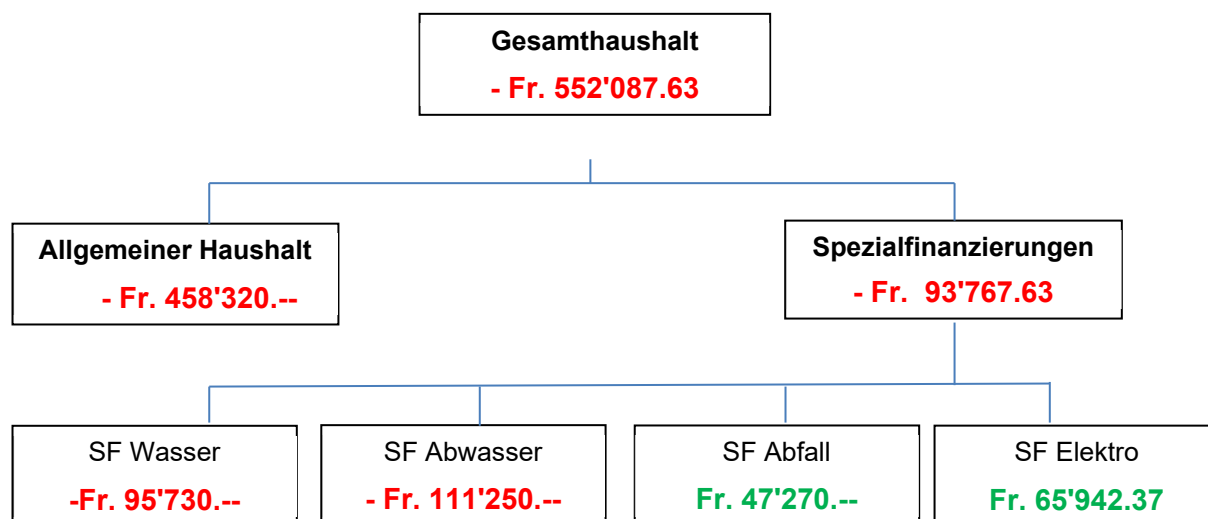 Gesamthaushalt
- Fr. 552'087.63
Allgemeiner Haushalt
- Fr. 458'320.--
Spezialfinanzierungen
- Fr.  93'767.63
SF Wasser
-Fr. 95'730.--
SF Abwasser
- Fr. 111'250.--
SF Abfall
Fr. 47'270.--
SF Elektro
Fr. 65'942.37